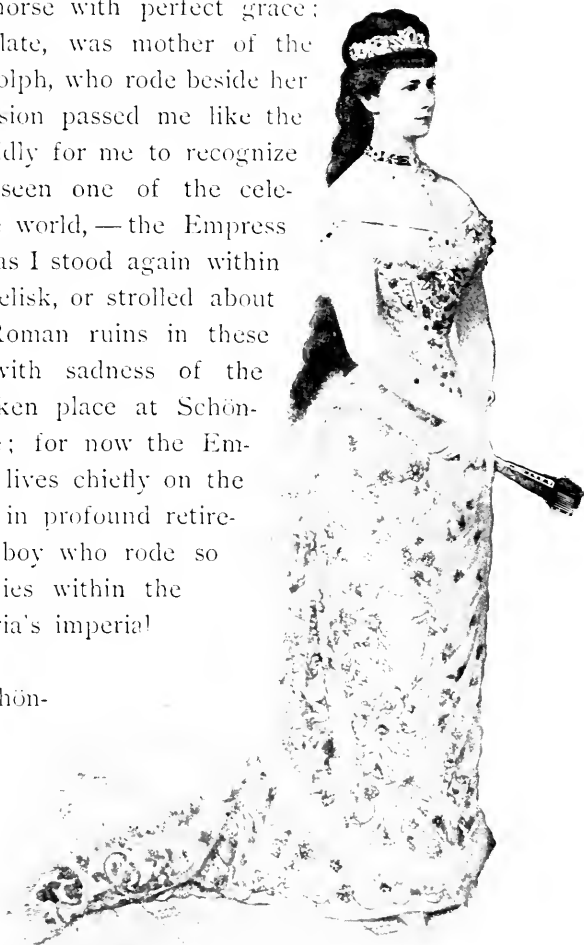 horse with perfect grace;
late, was mother of the
olph, who rode beside her
sion passed me like the
dly for me to recognize
seen one of the cele-
world,—the Empress
as I stood again within
elisk, or strolled about
Roman ruins in these
with sadness of the
ken place at Schön-
; for now the Em-
lives chiefly on the
in profound retire-
boy who rode so
ies within the
ria's imperial
hön-